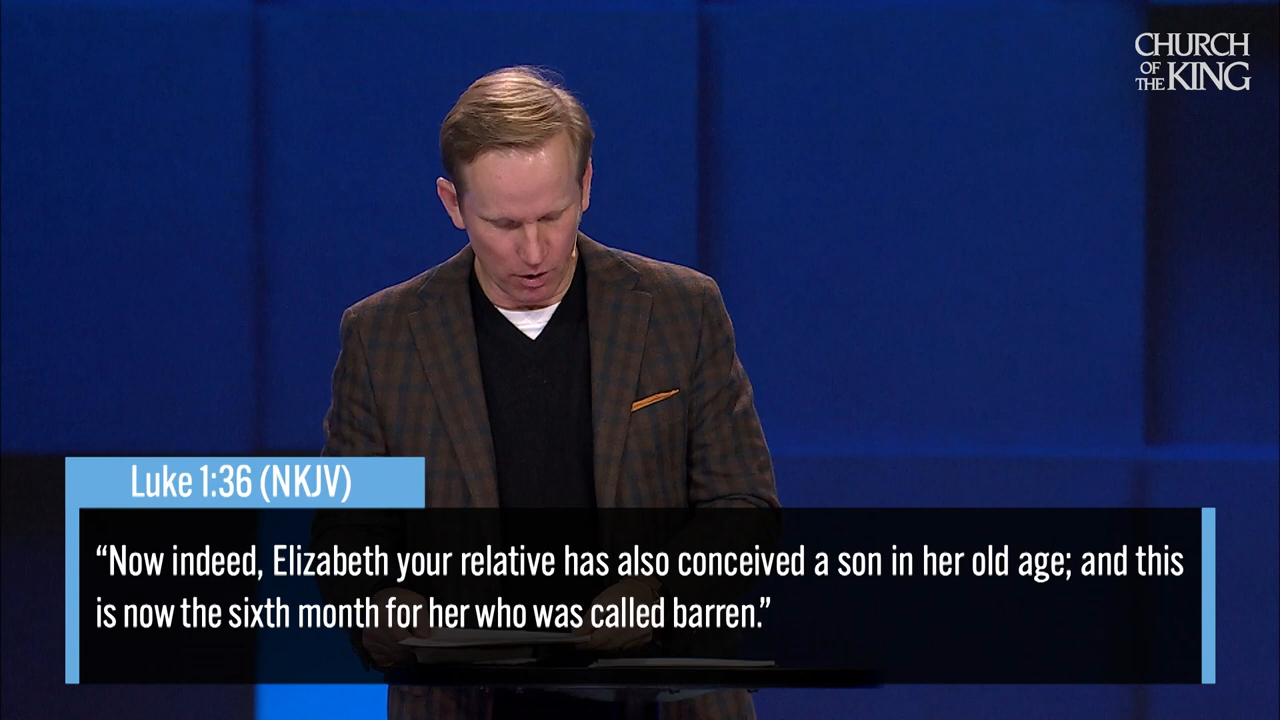 CHURCH
OF
THE KING
Luke 1:36 (NKJV)
“Now indeed, Elizabeth your relative has also conceived a son in her old age; and this
is now the sixth month for her who was called barren.”